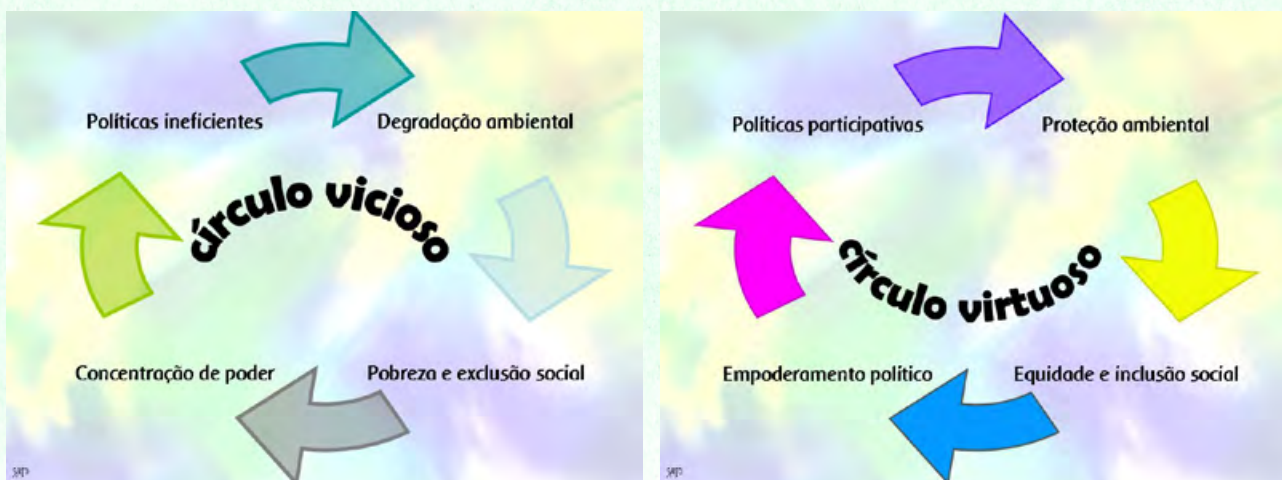 Políticas ineficientes
Degradação ambiental
círculo vicioso
Concentração de poder
Pobreza e exclusão social
Políticas participativas
Proteção ambiental
círculo virtuoso
Empoderamento político
Equidade e inclusão social